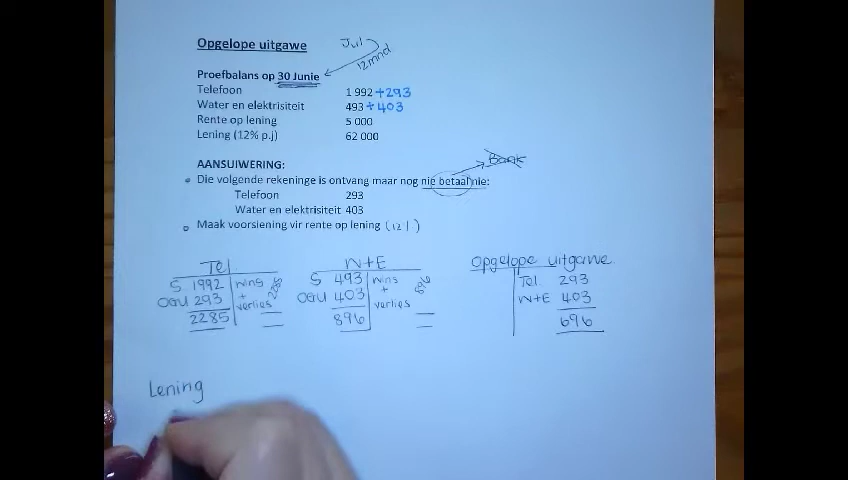 Opgelope uitgawe Jul
12mnd
Proefbalans op 30 Junie
Telefoon 1 992 +293
Water en elektrisiteit 493 +403
Rente op lening 5 000
Lening (12% p.j) 62 000
Bank
AANSUIWERING:
Die volgende rekeninge is ontvang maar nog nie betaal nie:
Telefoon 293
Water en elektrisiteit 403
Maak voorsiening vir rente op lening (12| )
Tel W+E Opgelope uitgawe
S 1992 wins 2285 S 493 wins Tel 293
OGU 293 + OGU 403 + W+E 403
verlies verlies
2285 896 696
Lening